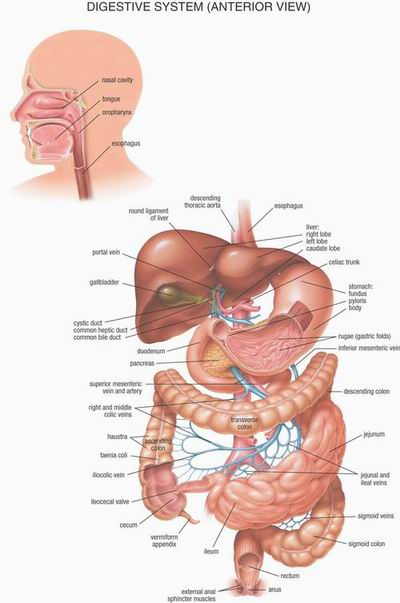 DIGESTIVE SYSTEM (ANTERIOR VIEW)
nasal cavity
tongue
oropharynx
esophagus
descending
thoracic aorta
esophagus
round ligament
of liver
liver:
right lobe
left lobe
caudate lobe
portal vein
celiac trunk
gallbladder
stomach:
fundus
pyloris
body
cystic duct
common heptic duct
common bile duct
rugae (gastric folds)
inferior mesenteric vein
duodenum
pancreas
superior mesenteric
vein and artery
descending colon
right and middle
colic veins
transverse
colon
haustra
ascending
colon
jejunum
taenia coli
iliocolic vein
jejunal and
ileal veins
ileocecal valve
cecum
sigmoid veins
vermiform
appendix
ileum
sigmoid colon
rectum
external anal
sphincter muscles
anus